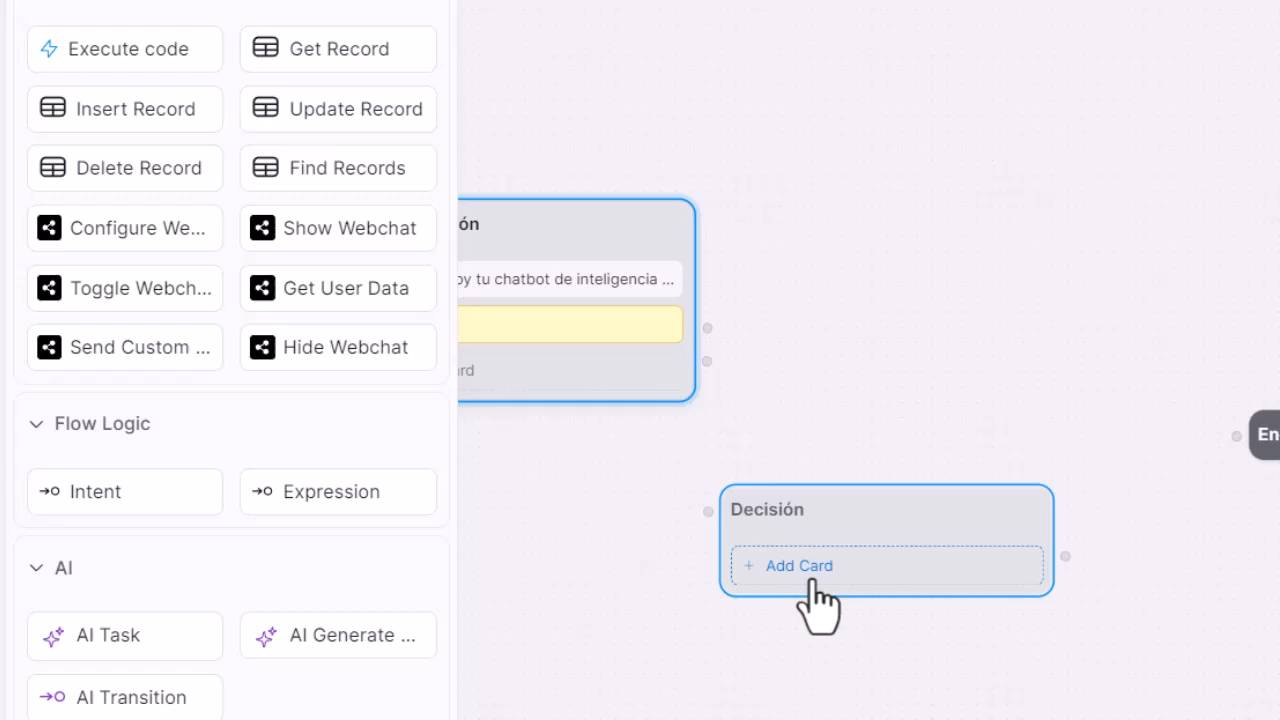 Execute code
Get Record
Insert Record
Update Record
Delete Record
Find Records
Configure We...
Show Webchat
Toggle Webch...
Get User Data
Send Custom ...
Hide Webchat
Flow Logic
Intent
Expression
AI
AI Task
AI Generate ...
AI Transition
ón
oy tu chatbot de inteligencia ...
ard
En
Decisión
+ Add Card